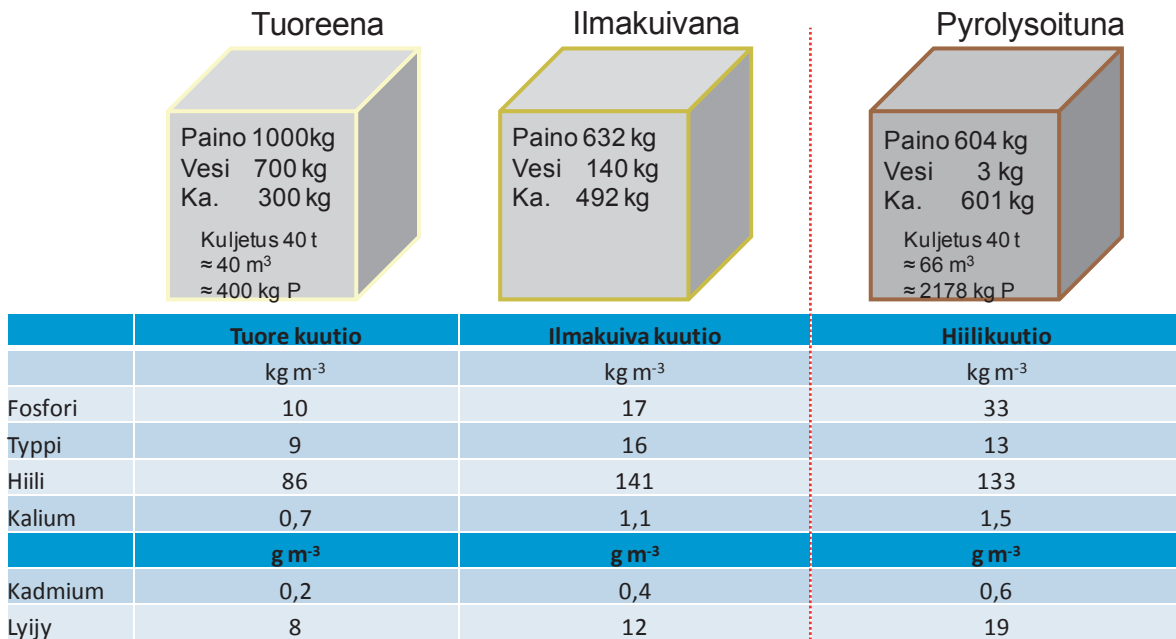 Tuoreena
Ilmakuivana
Pyrolysoituna
Paino 1000kg
Vesi 700 kg
Ka. 300 kg
Kuljetus 40 t
≈ 40 m³
≈ 400 kg P
Paino 632 kg
Vesi 140 kg
Ka. 492 kg
Paino 604 kg
Vesi 3 kg
Ka. 601 kg
Kuljetus 40 t
≈ 66 m³
≈ 2178 kg P
Tuore kuutio Ilmakuiva kuutio Hiilikuutio
kg m⁻³ kg m⁻³ kg m⁻³
Fosfori 10 17 33
Typpi 9 16 13
Hiili 86 141 133
Kalium 0,7 1,1 1,5
g m⁻³ g m⁻³ g m⁻³
Kadmium 0,2 0,4 0,6
Lyijy 8 12 19